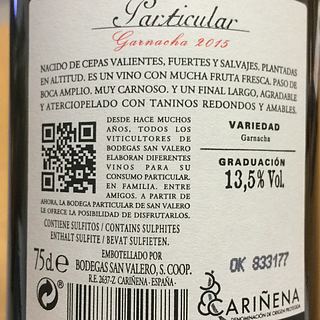 Particular
Garnacha 2015
NACIDO DE CEPAS VALIENTES, FUERTES Y SALVAJES. PLANTADAS
EN ALTITUD. ES UN VINO CON MUCHA FRUTA FRESCA. PASO DE
BOCA AMPLIO. MUY CARNOSO. Y UN FINAL LARGO, AGRADABLE
Y ATERCIOPELADO CON TANINOS REDONDOS Y AMABLES.
DESDE HACE MUCHOS
AÑOS, TODOS LOS
VITICULTORES DE
BODEGAS SAN VALERO
ELABORAN DIFERENTES
VINOS PARA SU
CONSUMO PARTICULAR.
EN FAMILIA. ENTRE
AMIGOS. A PARTIR DE
AHORA, LA BODEGA PARTICULAR DE SAN VALERO
LE OFRECE LA POSIBILIDAD DE DISFRUTARLOS.
VARIEDAD
Garnacha
GRADUACIÓN
13,5% Vol.
CONTIENE SULFITOS / CONTAINS SULPHITES
ENTHALT SULFITE / BEVAT SULFIETEN.
75cl.e
EMBOTELLADO POR
BODEGAS SAN VALERO, S. COOP.
R.E. 2637-Z CARIÑENA - ESPAÑA -
OK 833177
CARIÑENA
DENOMINACIÓN DE ORIGEN PROTEGIDA